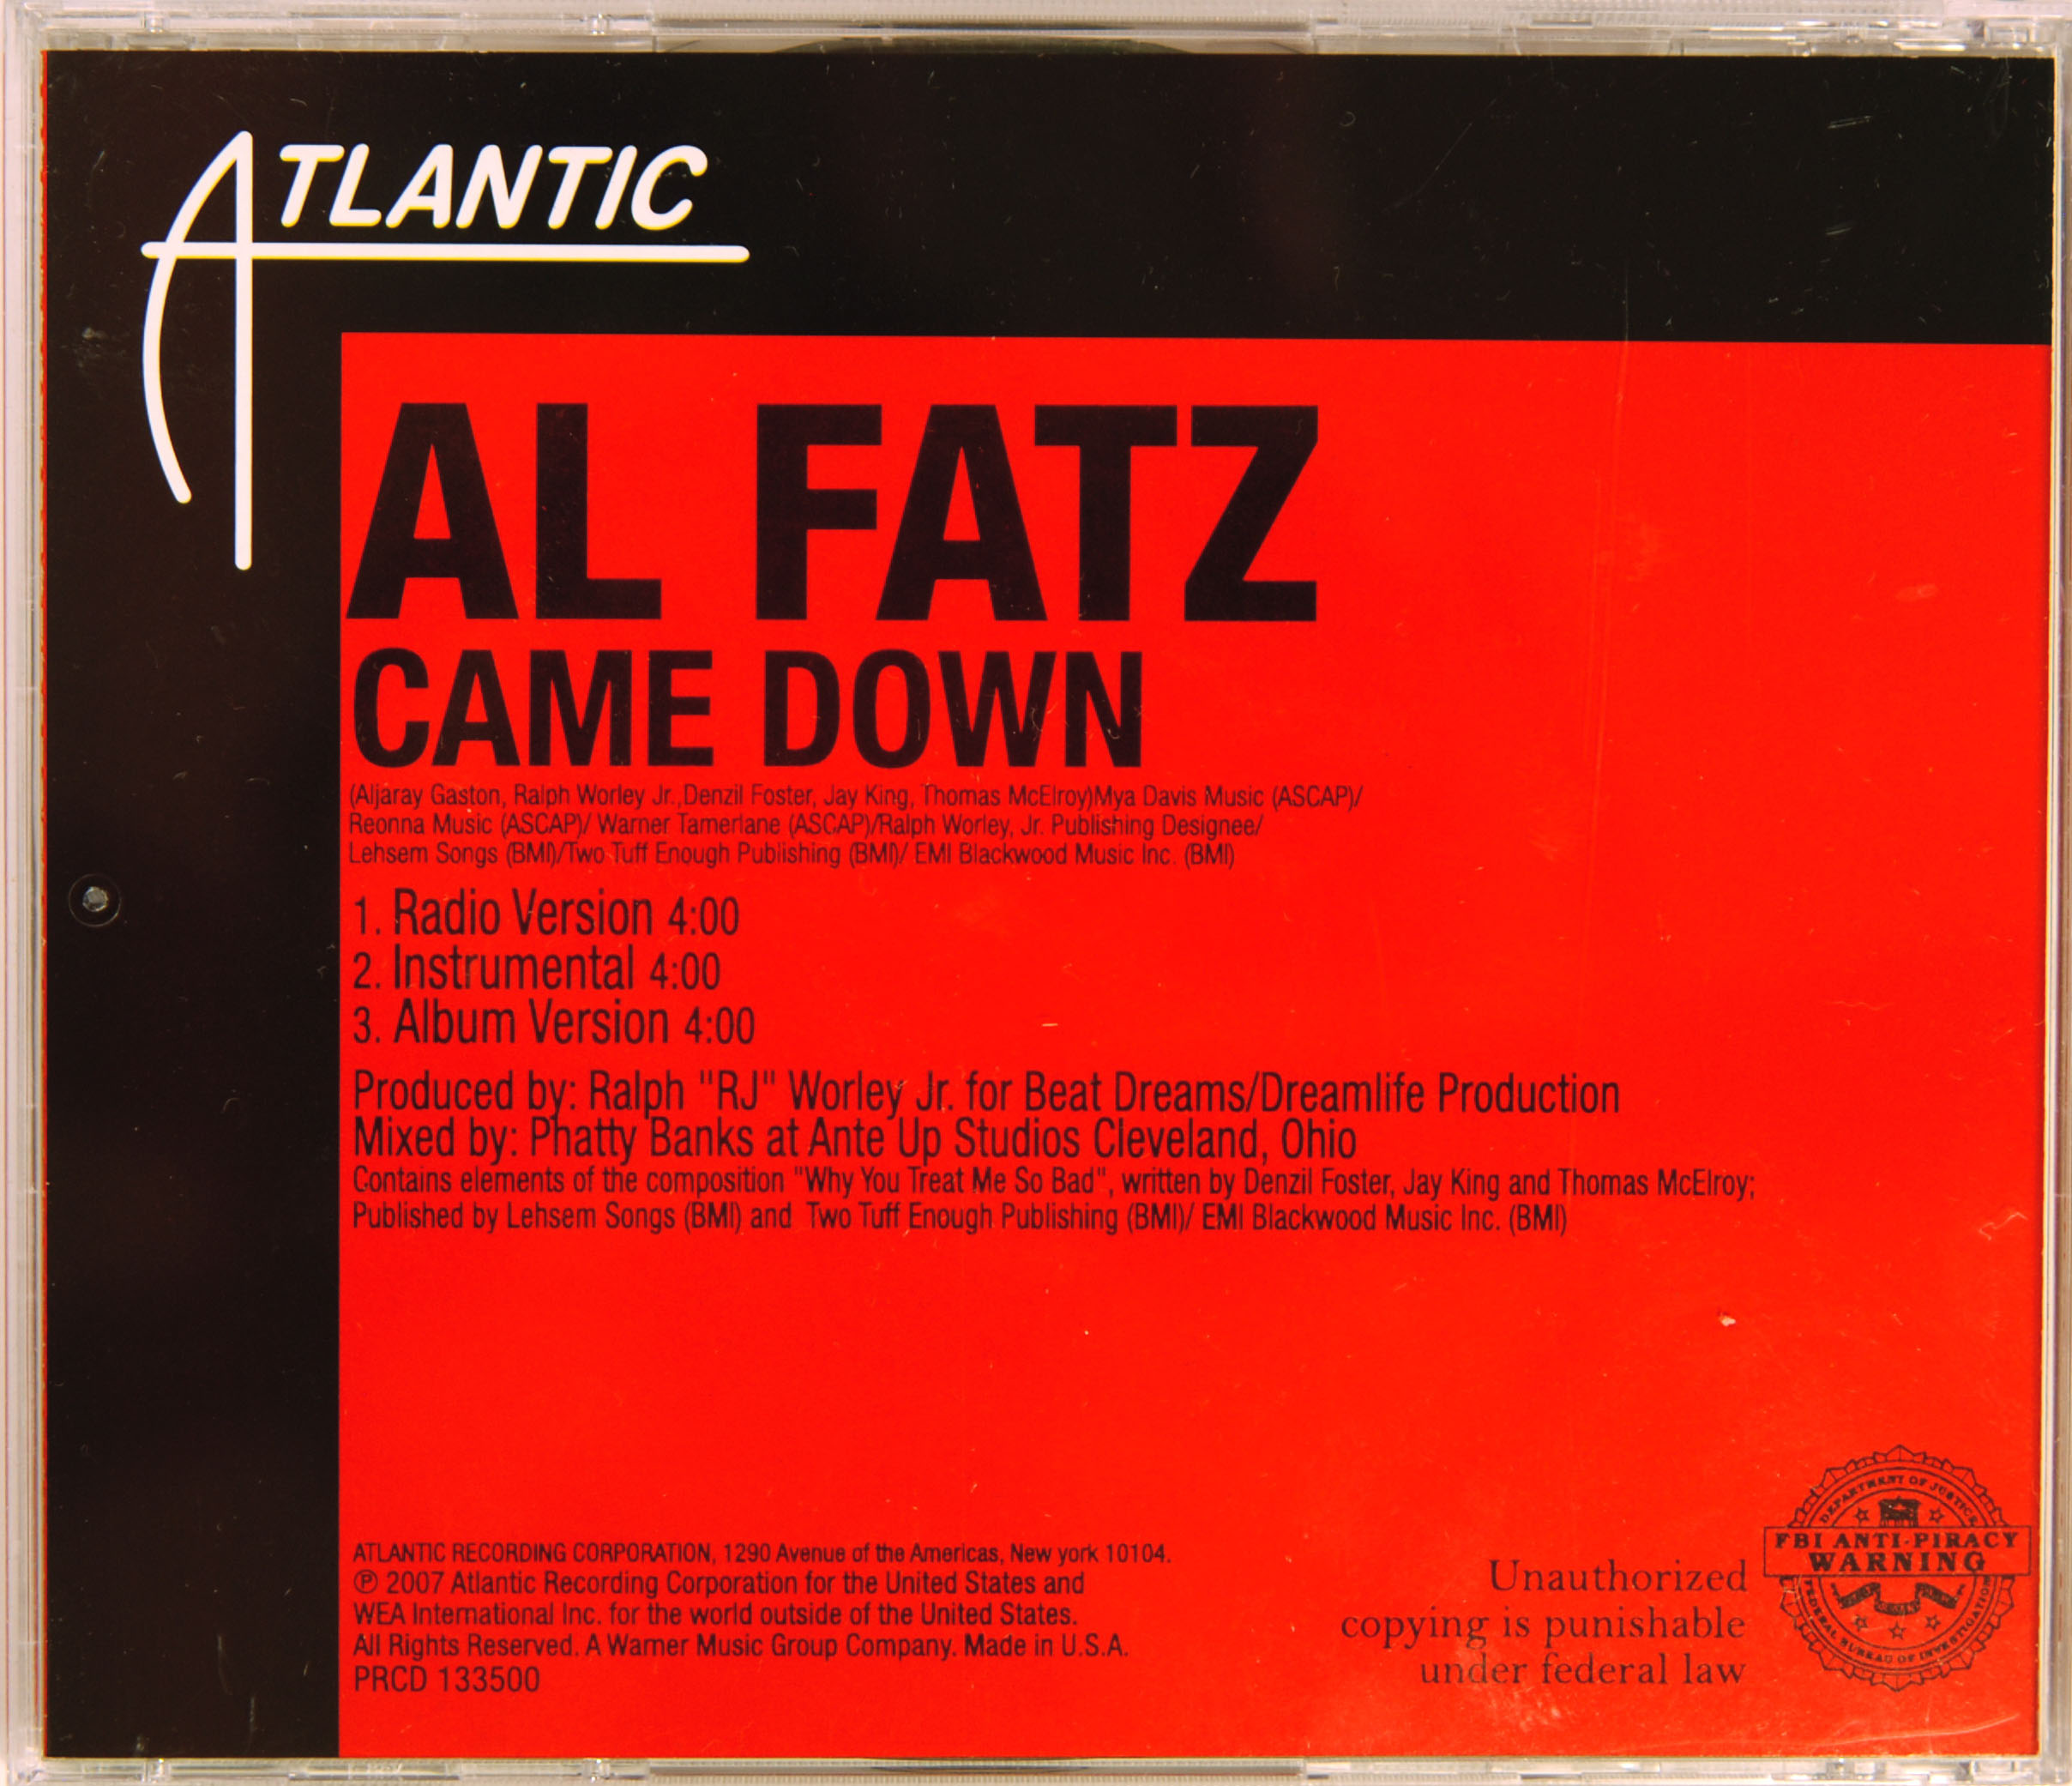 ATLANTIC
AL FATZ
CAME DOWN
(Aljaray Gaston, Ralph Worley Jr.,Denzil Foster, Jay King, Thomas McElroy)Mya Davis Music (ASCAP)/
Reonna Music (ASCAP)/ Warner Tamerlane (ASCAP)/Ralph Worley, Jr. Publishing Designee/
Lehsem Songs (BMI)/Two Tuff Enough Publishing (BMI)/ EMI Blackwood Music Inc. (BMI)
1. Radio Version 4:00
2. Instrumental 4:00
3. Album Version 4:00
Produced by: Ralph "RJ" Worley Jr. for Beat Dreams/Dreamlife Production
Mixed by: Phatty Banks at Ante Up Studios Cleveland, Ohio
Contains elements of the composition "Why You Treat Me So Bad", written by Denzil Foster, Jay King and Thomas McElroy;
Published by Lehsem Songs (BMI) and Two Tuff Enough Publishing (BMI)/ EMI Blackwood Music Inc. (BMI)
ATLANTIC RECORDING CORPORATION, 1290 Avenue of the Americas, New york 10104.
℗ 2007 Atlantic Recording Corporation for the United States and
WEA International Inc. for the world outside of the United States.
All Rights Reserved. A Warner Music Group Company. Made in U.S.A.
PRCD 133500
Unauthorized
copying is punishable
under federal law
DEPARTMENT OF JUSTICE
FBI ANTI-PIRACY
WARNING
FEDERAL BUREAU OF INVESTIGATION